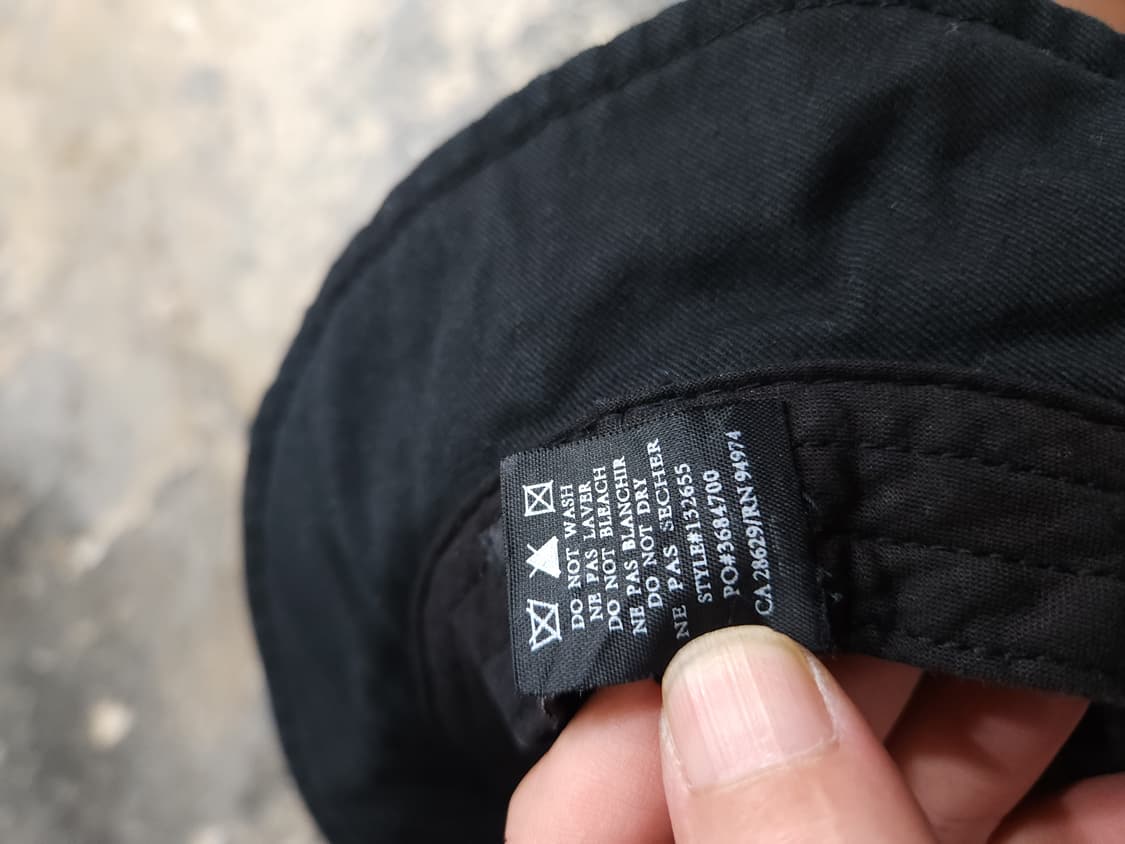 DO NOT WASH
NE PAS LAVER
DO NOT BLEACH
NE PAS BLANCHIR
DO NOT DRY
NE PAS SECHER
STYLE#132655
PO#3684700
CA 28629/RN 94974